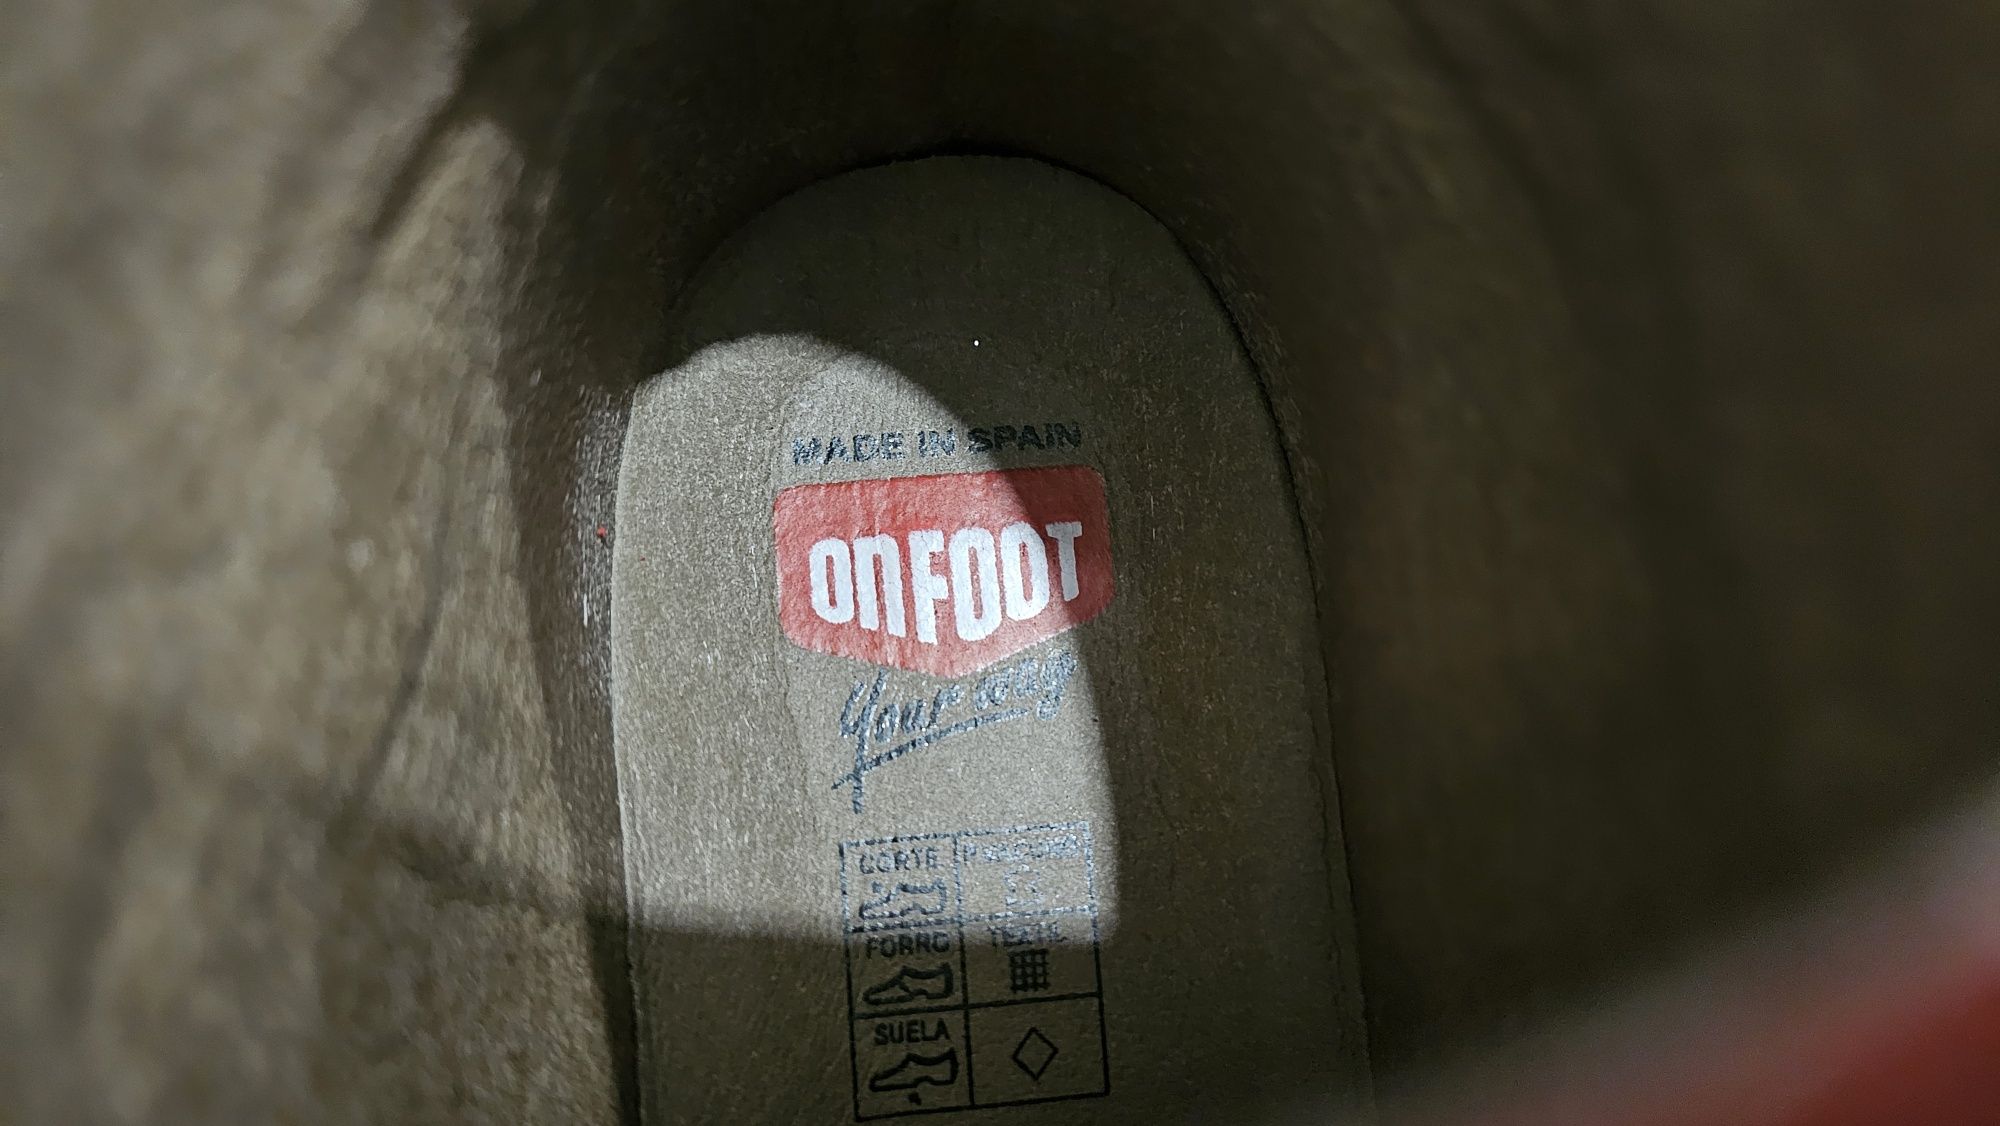 MADE IN SPAIN
onFOOT
Your way
CORTE
FORRO TEXTIL
SUELA